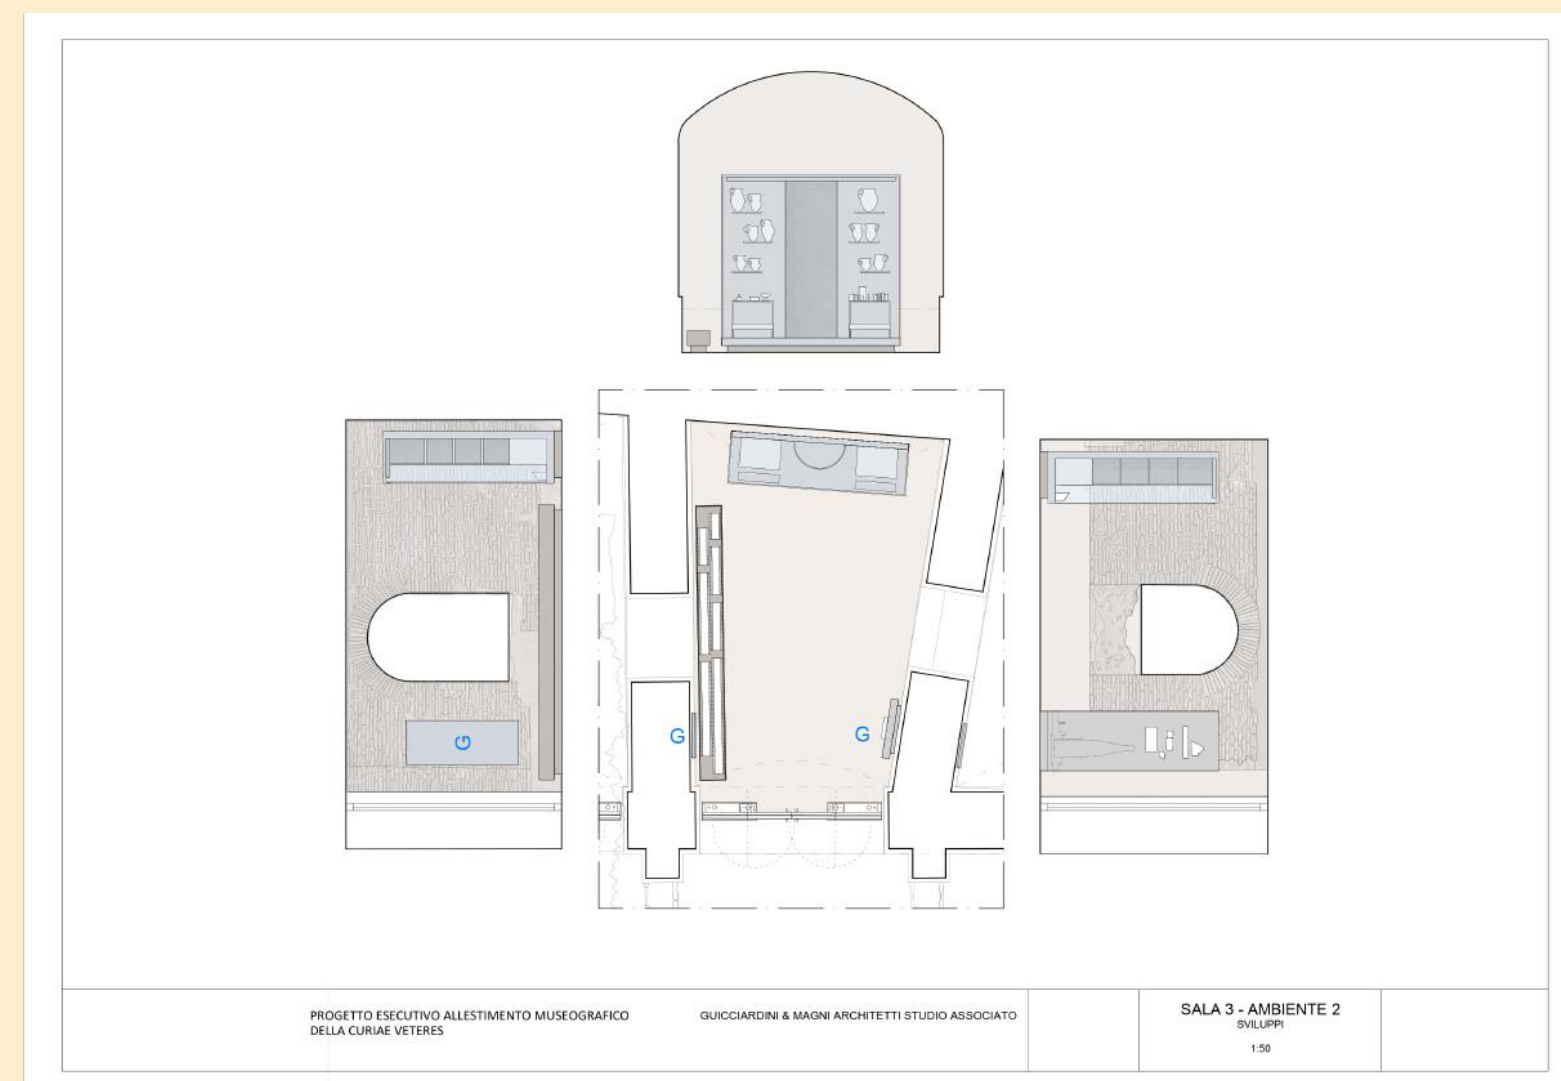 G
G
G
PROGETTO ESECUTIVO ALLESTIMENTO MUSEOGRAFICO
DELLA CURIAE VETERES
GUICCIARDINI & MAGNI ARCHITETTI STUDIO ASSOCIATO
SALA 3 - AMBIENTE 2
SVILUPPI
1:50